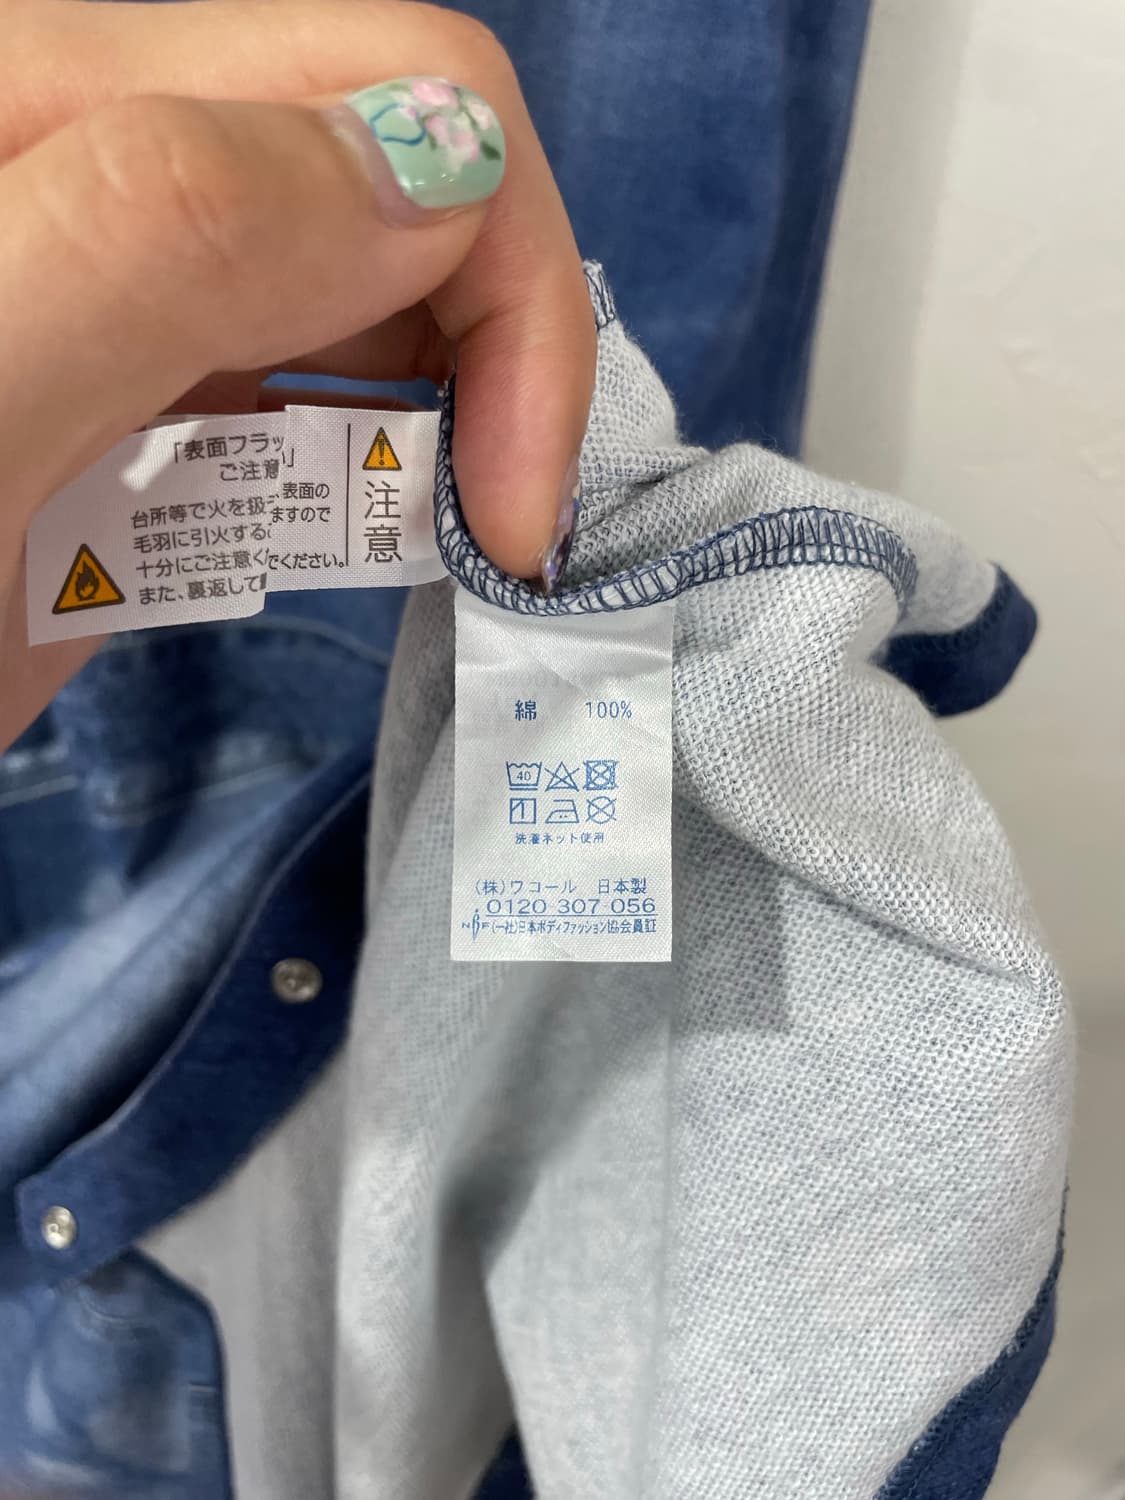 「表面フラッ
ご注意」
台所等で火を扱
毛羽に引火する
十分にご注意く
また、裏返して
表面の
ますので
でください。
注意
綿 100%
40
洗濯ネット使用
(株)ワコール 日本製
0120 307 056
NBF (一社)日本ボディファッション協会員証